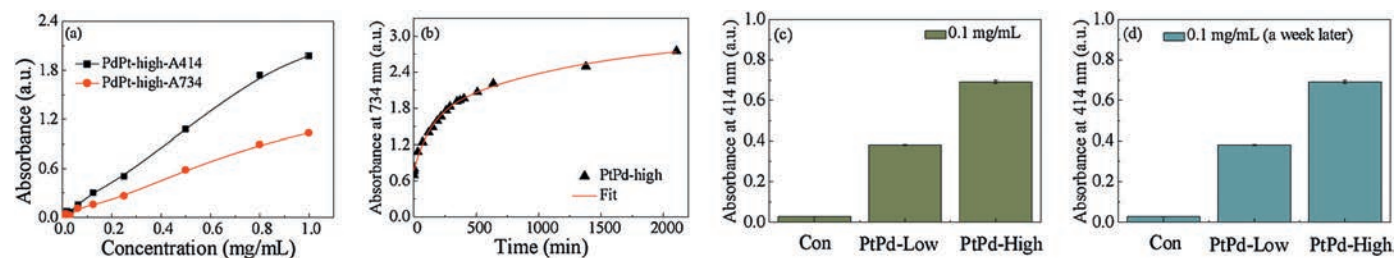 (a)
PdPt-high-A414
PdPt-high-A734
Absorbance (a.u.)
2.4
1.8
1.2
0.6
0.0
0.0 0.2 0.4 0.6 0.8 1.0
Concentration (mg/mL)
(b)
PtPd-high
Fit
Absorbance at 734 nm (a.u.)
3.0
2.4
1.8
1.2
0.6
0.0
0 500 1000 1500 2000
Time (min)
(c)
0.1 mg/mL
Absorbance at 414 nm (a.u.)
1.0
0.8
0.6
0.4
0.2
0.0
Con PtPd-Low PtPd-High
(d)
0.1 mg/mL (a week later)
Absorbance at 414 nm (a.u.)
1.0
0.8
0.6
0.4
0.2
0.0
Con PtPd-Low PtPd-High